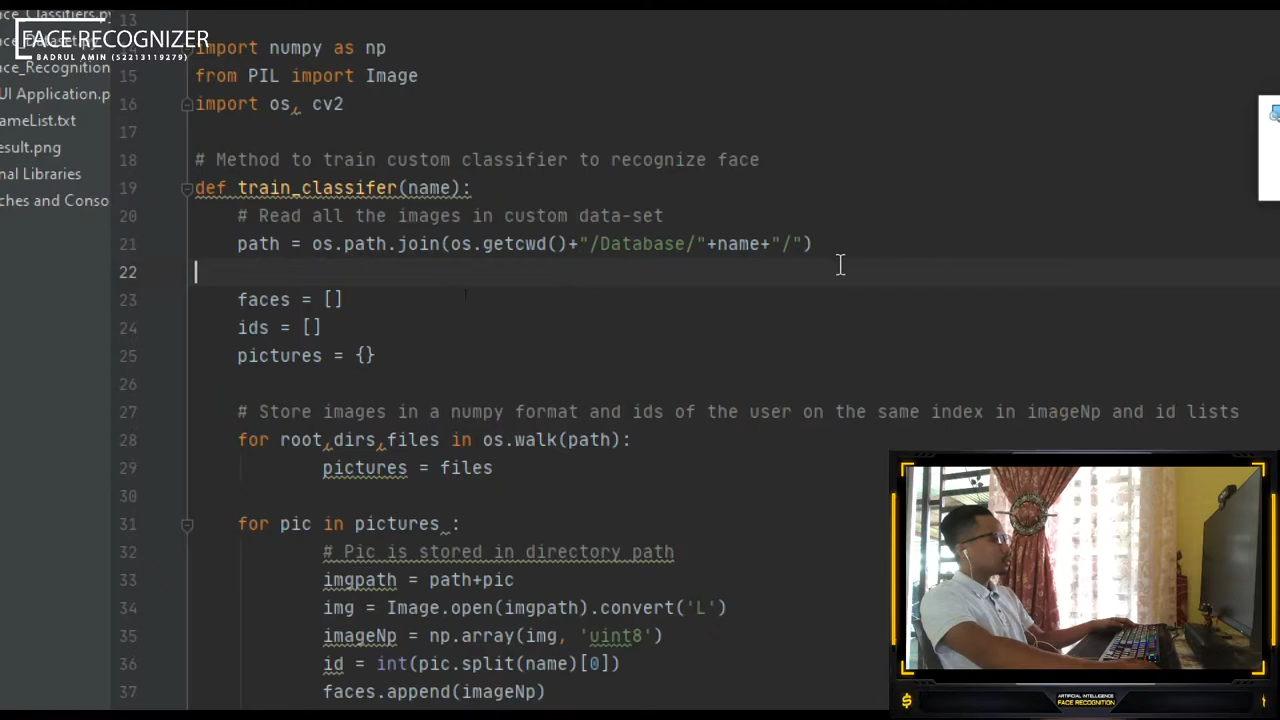 FACE RECOGNIZER
BADRUL AMIN (52213119279)
ace_Recognition
UI Application.p
ameList.txt
esult.png
nal Libraries
ches and Conso
13
import numpy as np
15 from PIL import Image
16 import os, cv2
17
18 # Method to train custom classifier to recognize face
19 def train_classifer(name):
20 # Read all the images in custom data-set
21 path = os.path.join(os.getcwd()+"/Database/"+name+"/")
22
23 faces = []
24 ids = []
25 pictures = {}
26
27 # Store images in a numpy format and ids of the user on the same index in imageNp and id lists
28 for root,dirs,files in os.walk(path):
29 pictures = files
30
31 for pic in pictures :
32 # Pic is stored in directory path
33 imgpath = path+pic
34 img = Image.open(imgpath).convert('L')
35 imageNp = np.array(img, 'uint8')
36 id = int(pic.split(name)[0])
37 faces.append(imageNp)
ARTIFICIAL INTELLIGENCE
FACE RECOGNITION